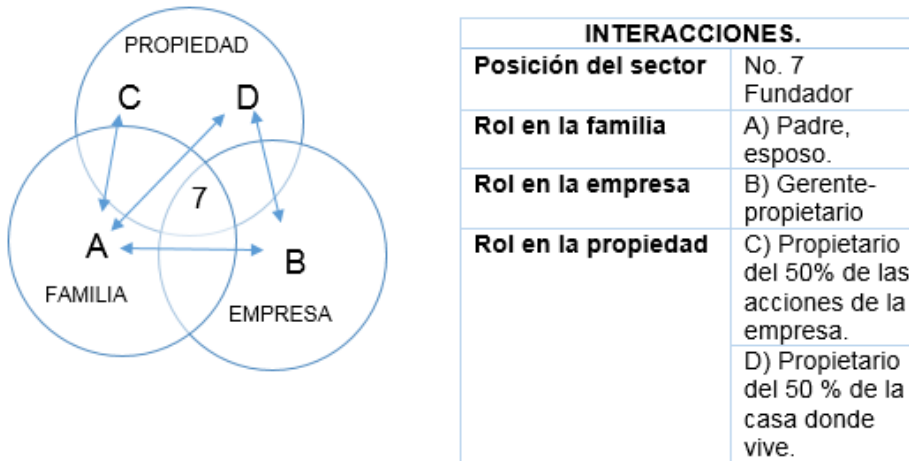 PROPIEDAD
C
D
7
A
B
FAMILIA
EMPRESA
INTERACCIONES.
Posición del sector
No. 7
Fundador
Rol en la familia
A) Padre,
esposo.
Rol en la empresa
B) Gerente-
propietario
Rol en la propiedad
C) Propietario
del 50% de las
acciones de la
empresa.
D) Propietario
del 50 % de la
casa donde
vive.